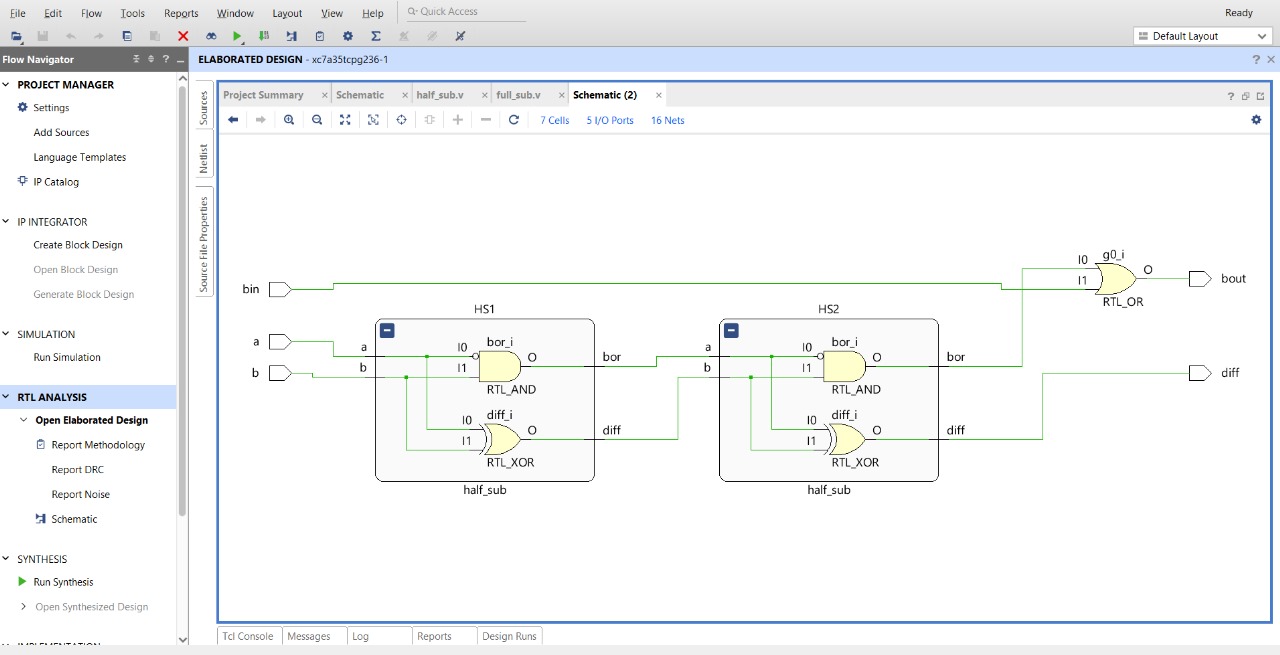 File Edit Flow Tools Reports Window Layout View Help Quick Access Ready
Default Layout
Flow Navigator
ELABORATED DESIGN - xc7a35tcpg236-1
PROJECT MANAGER
Settings
Add Sources
Language Templates
IP Catalog
IP INTEGRATOR
Create Block Design
Open Block Design
Generate Block Design
SIMULATION
Run Simulation
RTL ANALYSIS
Open Elaborated Design
Report Methodology
Report DRC
Report Noise
Schematic
SYNTHESIS
Run Synthesis
Open Synthesized Design
Sources
Netlist
Source File Properties
Project Summary Schematic half_sub.v full_sub.v Schematic (2)
7 Cells 5 I/O Ports 16 Nets
g0_i
I0 O
I1
RTL_OR
bout
bin
HS1 HS2
a a I0 bor_i O bor a I0 bor_i O bor
b b I1 b I1
RTL_AND RTL_AND
diff
diff_i diff_i
I0 O diff I0 O diff
I1 I1
RTL_XOR RTL_XOR
half_sub half_sub
Tcl Console Messages Log Reports Design Runs